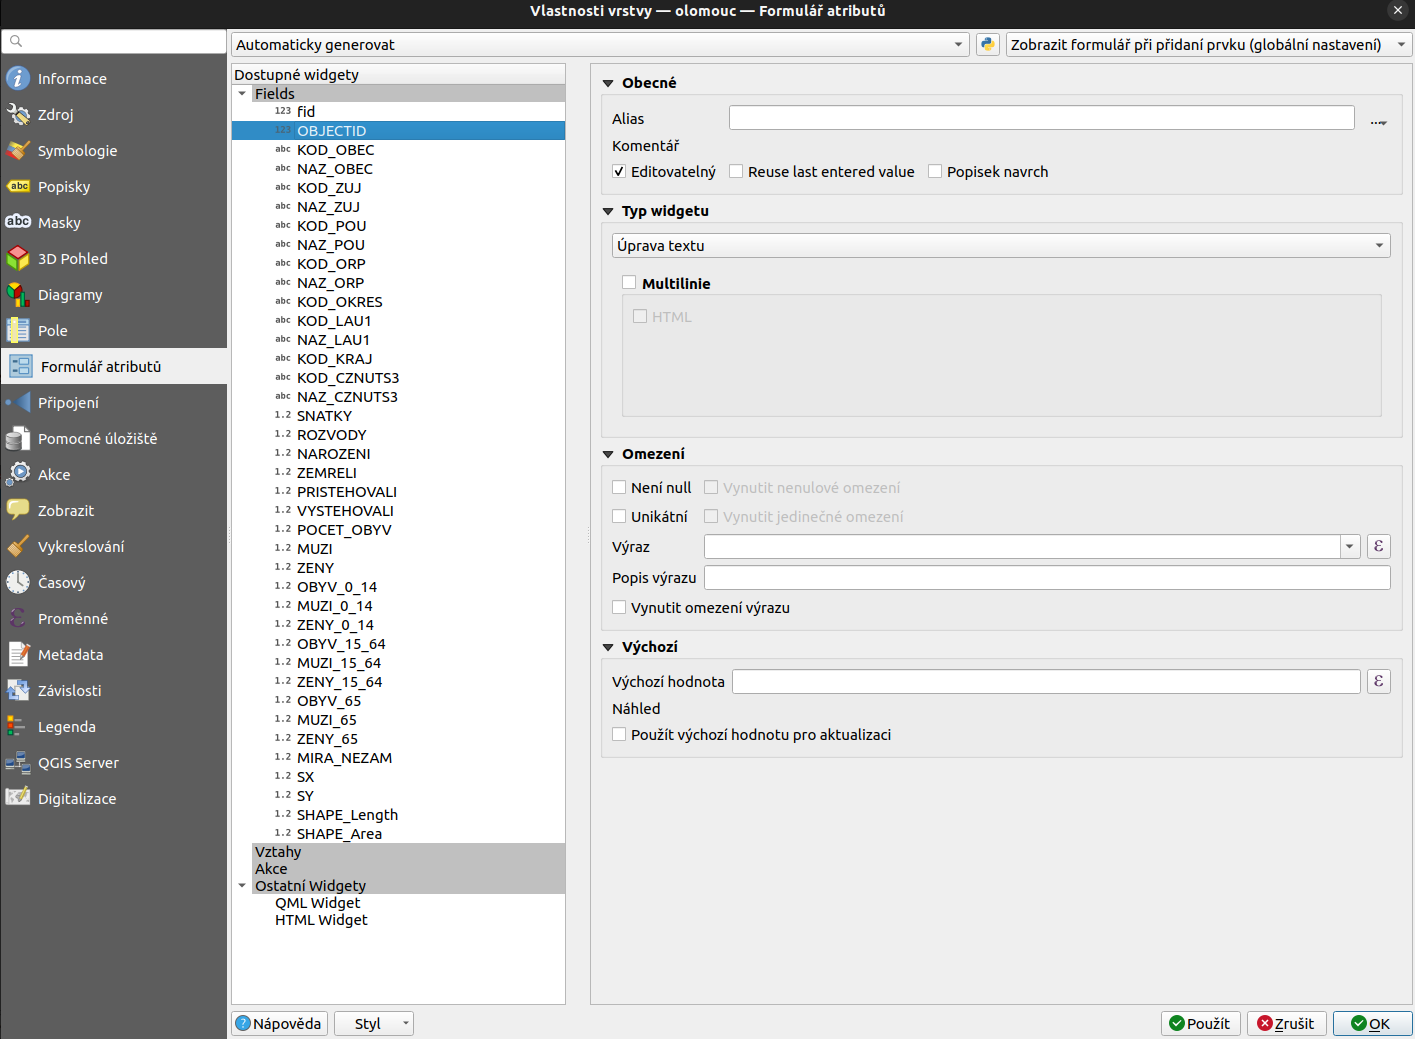 Vlastnosti vrstvy — olomouc — Formulář atributů
Informace
Zdroj
Symbologie
abc Popisky
abc Masky
3D Pohled
Diagramy
Pole
Formulář atributů
Připojení
Pomocné úložiště
Akce
Zobrazit
Vykreslování
Časový
Proměnné
Metadata
Závislosti
Legenda
QGIS Server
Digitalizace
Automaticky generovat
Zobrazit formulář při přidaní prvku (globální nastavení)
Dostupné widgety
Fields
123 fid
123 OBJECTID
abc KOD_OBEC
abc NAZ_OBEC
abc KOD_ZUJ
abc NAZ_ZUJ
abc KOD_POU
abc NAZ_POU
abc KOD_ORP
abc NAZ_ORP
abc KOD_OKRES
abc KOD_LAU1
abc NAZ_LAU1
abc KOD_KRAJ
abc KOD_CZNUTS3
abc NAZ_CZNUTS3
1.2 SNATKY
1.2 ROZVODY
1.2 NAROZENI
1.2 ZEMRELI
1.2 PRISTEHOVALI
1.2 VYSTEHOVALI
1.2 POCET_OBYV
1.2 MUZI
1.2 ZENY
1.2 OBYV_0_14
1.2 MUZI_0_14
1.2 ZENY_0_14
1.2 OBYV_15_64
1.2 MUZI_15_64
1.2 ZENY_15_64
1.2 OBYV_65
1.2 MUZI_65
1.2 ZENY_65
1.2 MIRA_NEZAM
1.2 SX
1.2 SY
1.2 SHAPE_Length
1.2 SHAPE_Area
Vztahy
Akce
Ostatní Widgety
QML Widget
HTML Widget
Obecné
Alias
...
Komentář
Editovatelný Reuse last entered value Popisek navrch
Typ widgetu
Úprava textu
Multilinie
HTML
Omezení
Není null Vynutit nenulové omezení
Unikátní Vynutit jedinečné omezení
Výraz ε
Popis výrazu
Vynutit omezení výrazu
Výchozí
Výchozí hodnota ε
Náhled
Použít výchozí hodnotu pro aktualizaci
Nápověda Styl Použít Zrušit OK